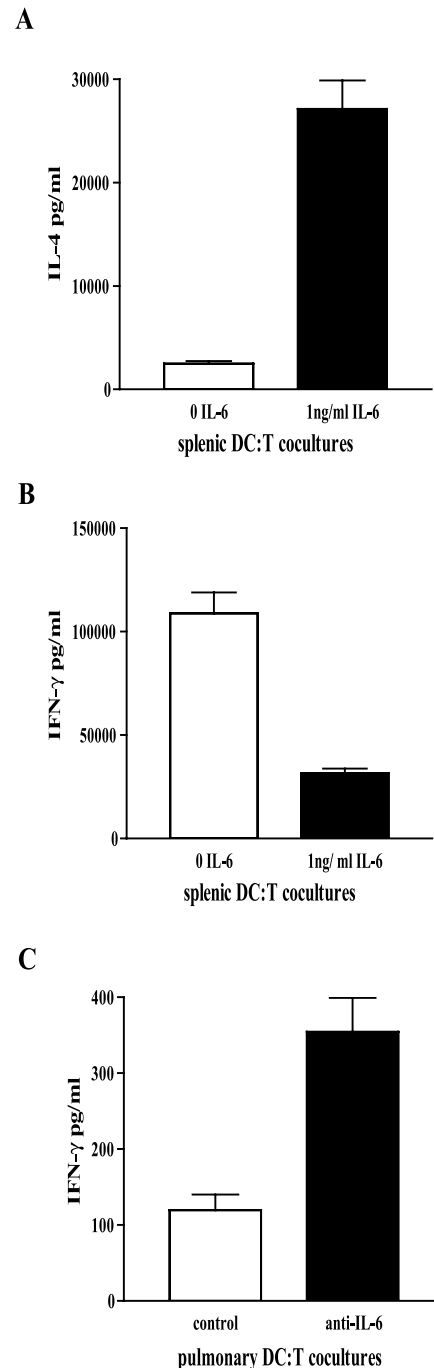 A
IL-4 pg/ml
30000
20000
10000
0
0 IL-6 1ng/ml IL-6
splenic DC:T cocultures
B
IFN-γ pg/ml
150000
100000
50000
0
0 IL-6 1ng/ ml IL-6
splenic DC:T cocultures
C
IFN-γ pg/ml
400
300
200
100
0
control anti-IL-6
pulmonary DC:T cocultures